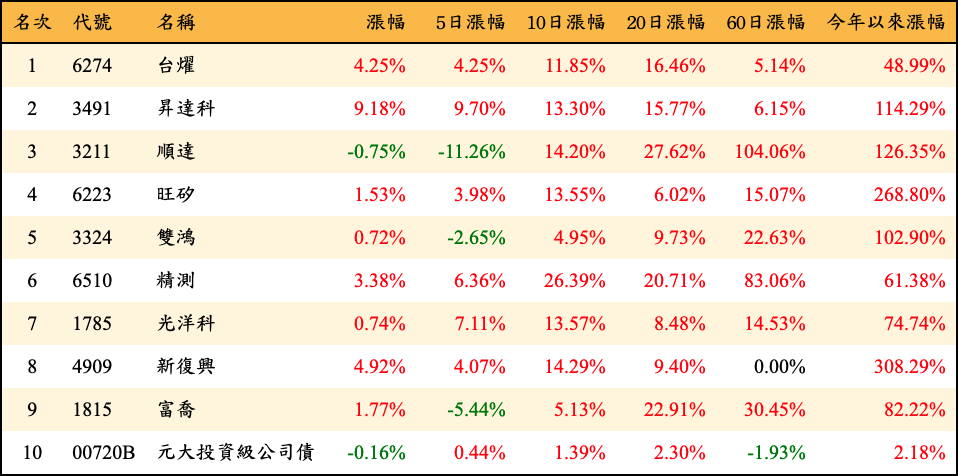 名次 代號 名稱 漲幅 5日漲幅 10日漲幅 20日漲幅 60日漲幅 今年以來漲幅
1 6274 台燿 4.25% 4.25% 11.85% 16.46% 5.14% 48.99%
2 3491 昇達科 9.18% 9.70% 13.30% 15.77% 6.15% 114.29%
3 3211 順達 -0.75% -11.26% 14.20% 27.62% 104.06% 126.35%
4 6223 旺矽 1.53% 3.98% 13.55% 6.02% 15.07% 268.80%
5 3324 雙鴻 0.72% -2.65% 4.95% 9.73% 22.63% 102.90%
6 6510 精測 3.38% 6.36% 26.39% 20.71% 83.06% 61.38%
7 1785 光洋科 0.74% 7.11% 13.57% 8.48% 14.53% 74.74%
8 4909 新復興 4.92% 4.07% 14.29% 9.40% 0.00% 308.29%
9 1815 富喬 1.77% -5.44% 5.13% 22.91% 30.45% 82.22%
10 00720B 元大投資級公司債 -0.16% 0.44% 1.39% 2.30% -1.93% 2.18%